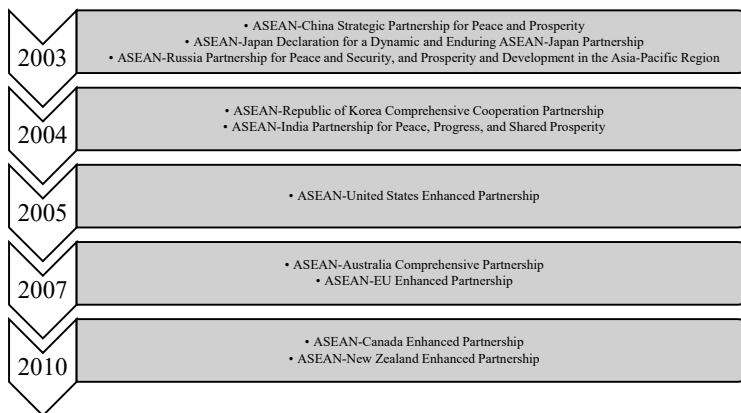 2003
• ASEAN-China Strategic Partnership for Peace and Prosperity
• ASEAN-Japan Declaration for a Dynamic and Enduring ASEAN-Japan Partnership
• ASEAN-Russia Partnership for Peace and Security, and Prosperity and Development in the Asia-Pacific Region
2004
• ASEAN-Republic of Korea Comprehensive Cooperation Partnership
• ASEAN-India Partnership for Peace, Progress, and Shared Prosperity
2005
• ASEAN-United States Enhanced Partnership
2007
• ASEAN-Australia Comprehensive Partnership
• ASEAN-EU Enhanced Partnership
2010
• ASEAN-Canada Enhanced Partnership
• ASEAN-New Zealand Enhanced Partnership